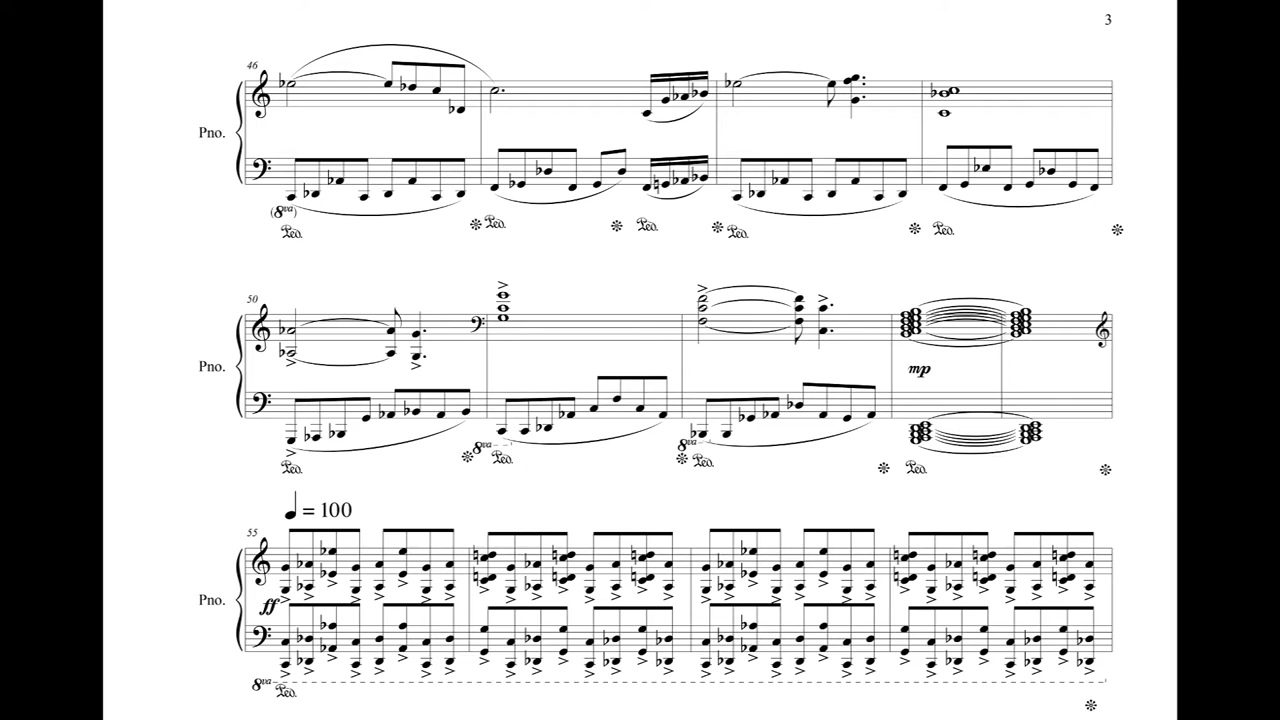 3
46
Pno.
(8va)
Ped. Ped. Ped. Ped. Ped.
50
Pno.
mp
8va 8va
Ped. Ped. Ped. Ped.
♩ = 100
55
Pno.
ff
8va
Ped.